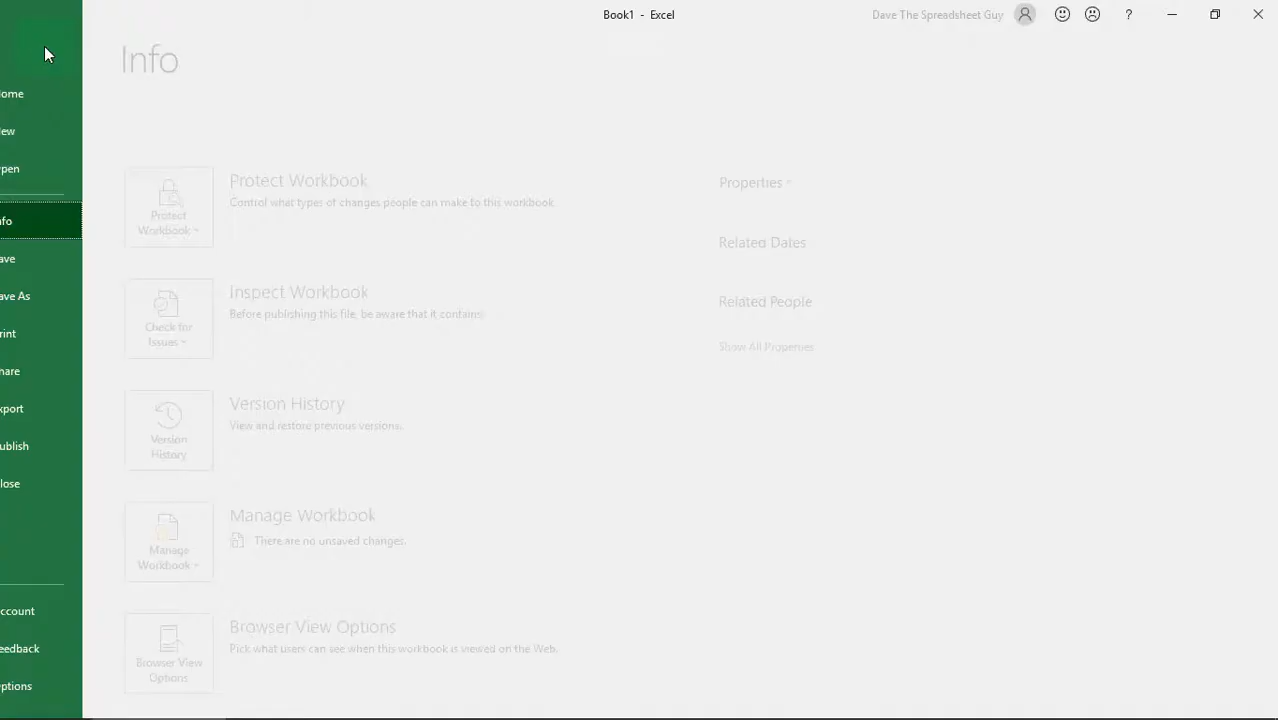 Book1 - Excel
Dave The Spreadsheet Guy
?
Info
ome
ew
pen
nfo
ave
ave As
rint
hare
xport
ublish
lose
ccount
eedback
ptions
Protect Workbook
Protect Workbook
Control what types of changes people can make to this workbook.
Check for Issues
Inspect Workbook
Before publishing this file, be aware that it contains:
Version History
Version History
View and restore previous versions.
Manage Workbook
Manage Workbook
There are no unsaved changes.
Browser View Options
Browser View Options
Pick what users can see when this workbook is viewed on the Web.
Properties
Related Dates
Related People
Show All Properties